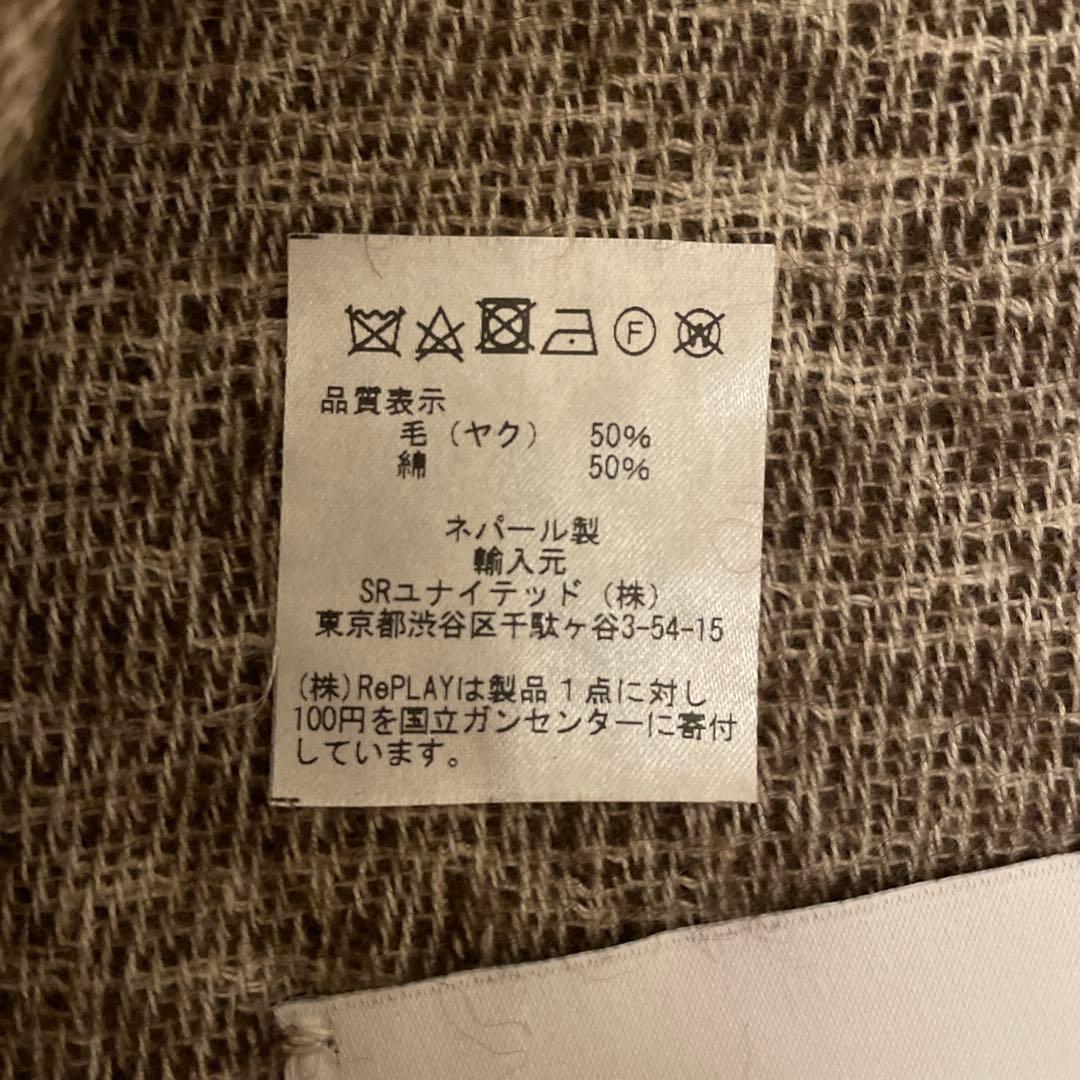 F W
品質表示
毛（ヤク） 50%
綿 50%
ネパール製
輸入元
SRユナイテッド（株）
東京都渋谷区千駄ヶ谷3-54-15
(株)RePLAYは製品１点に対し
100円を国立ガンセンターに寄付
しています。